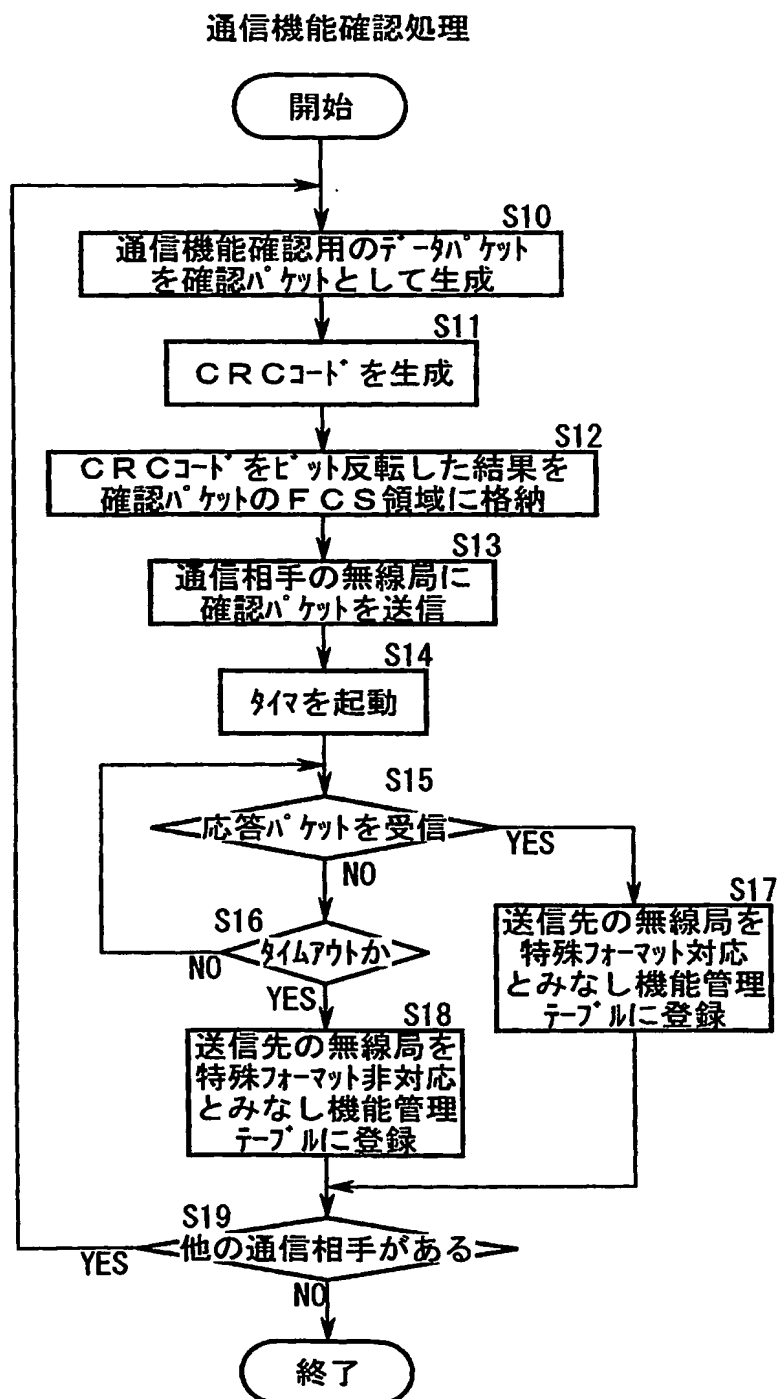 通信機能確認処理
開始
S10
通信機能確認用のデータパケット
を確認パケットとして生成
S11
CRCコードを生成
S12
CRCコードをビット反転した結果を
確認パケットのFCS領域に格納
S13
通信相手の無線局に
確認パケットを送信
S14
タイマを起動
S15
応答パケットを受信
YES
NO
S16
タイムアウトか
NO
YES
S17
送信先の無線局を
特殊フォーマット対応
とみなし機能管理
テーブルに登録
S18
送信先の無線局を
特殊フォーマット非対応
とみなし機能管理
テーブルに登録
S19
他の通信相手がある
YES
NO
終了